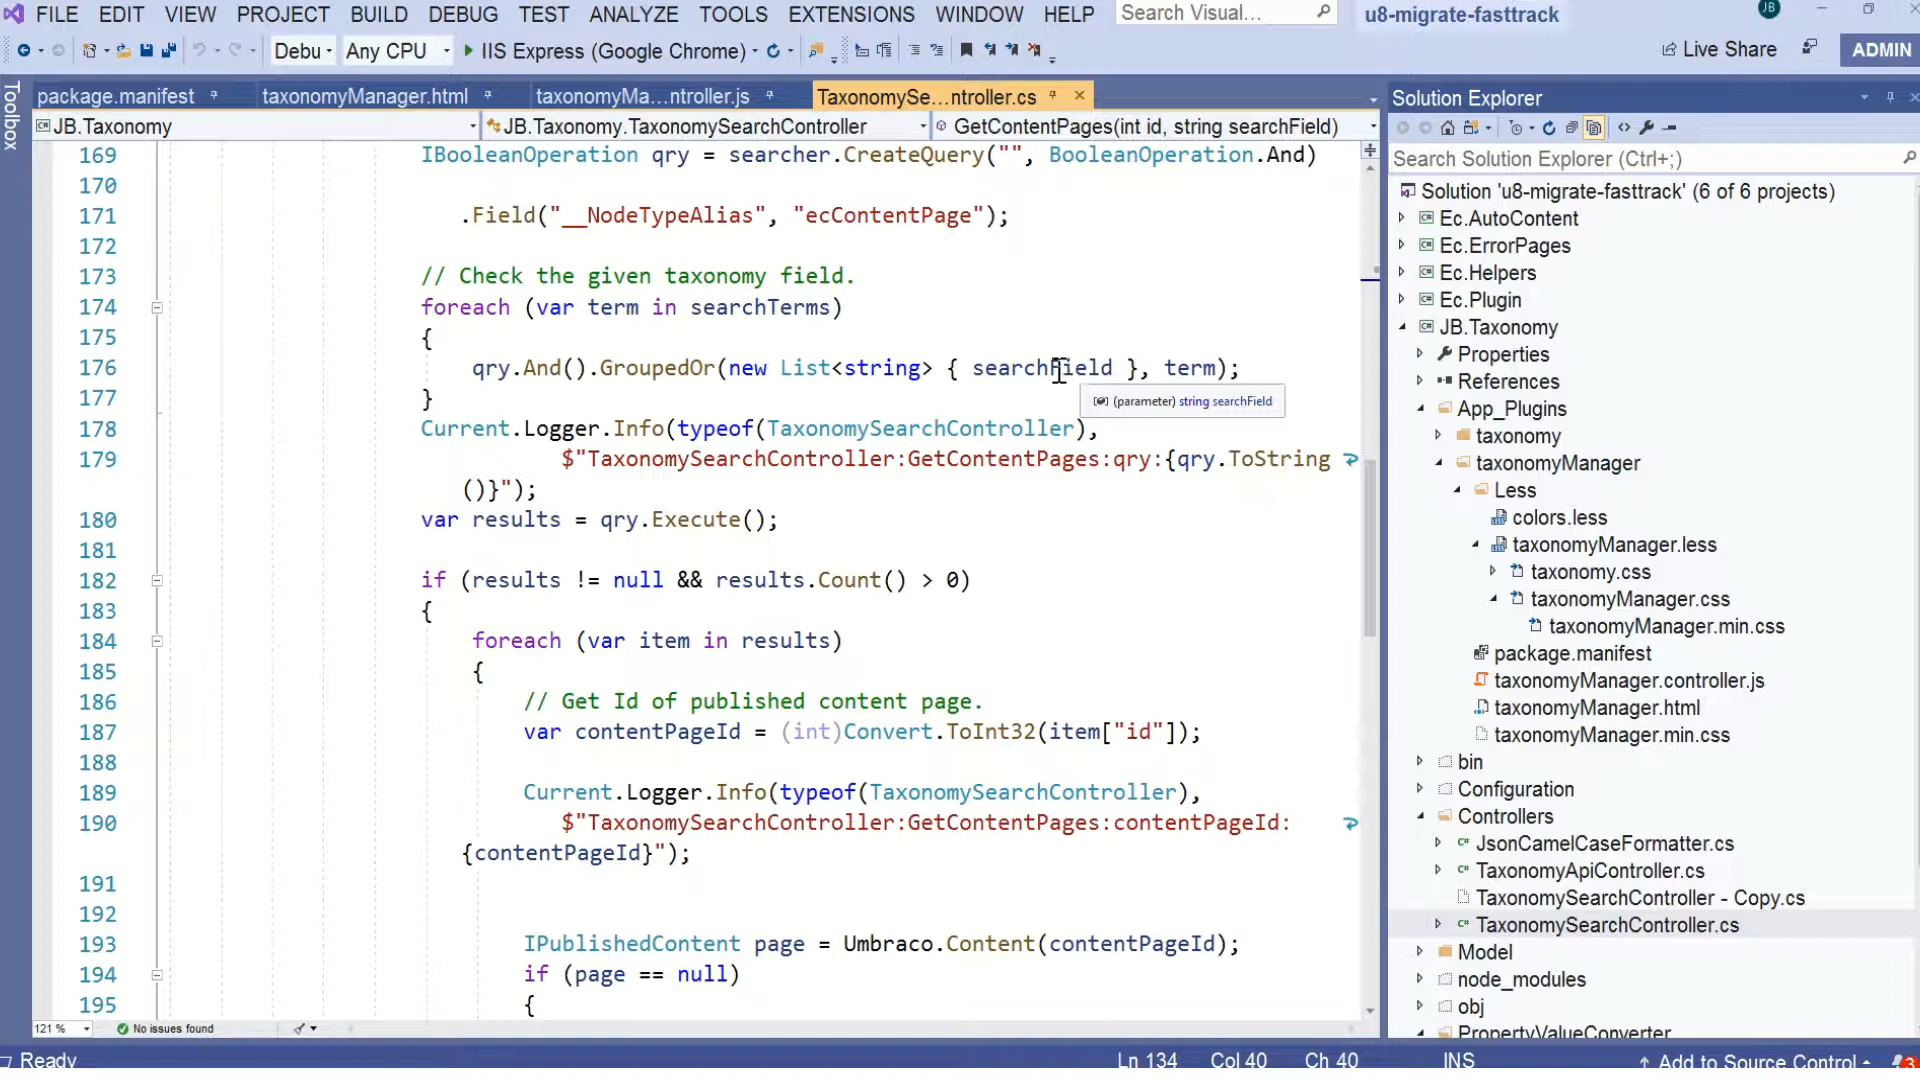 FILE EDIT VIEW PROJECT BUILD DEBUG TEST ANALYZE TOOLS EXTENSIONS WINDOW HELP Search Visual... u8-migrate-fasttrack JB
Debu Any CPU IIS Express (Google Chrome) Live Share ADMIN
Toolbox
package.manifest taxonomyManager.html taxonomyMa...ntroller.js TaxonomySe...ntroller.cs
JB.Taxonomy JB.Taxonomy.TaxonomySearchController GetContentPages(int id, string searchField)
169 IBooleanOperation qry = searcher.CreateQuery("", BooleanOperation.And)
170
171 .Field("__NodeTypeAlias", "ecContentPage");
172
173 // Check the given taxonomy field.
174 foreach (var term in searchTerms)
175 {
176 qry.And().GroupedOr(new List<string> { searchField }, term);
(parameter) string searchField
177 }
178 Current.Logger.Info(typeof(TaxonomySearchController),
179 $"TaxonomySearchController:GetContentPages:qry:{qry.ToString
()}");
180 var results = qry.Execute();
181
182 if (results != null && results.Count() > 0)
183 {
184 foreach (var item in results)
185 {
186 // Get Id of published content page.
187 var contentPageId = (int)Convert.ToInt32(item["id"]);
188
189 Current.Logger.Info(typeof(TaxonomySearchController),
190 $"TaxonomySearchController:GetContentPages:contentPageId:
{contentPageId}");
191
192
193 IPublishedContent page = Umbraco.Content(contentPageId);
194 if (page == null)
195 {
121 % No issues found
Solution Explorer
Search Solution Explorer (Ctrl+;)
Solution 'u8-migrate-fasttrack' (6 of 6 projects)
Ec.AutoContent
Ec.ErrorPages
Ec.Helpers
Ec.Plugin
JB.Taxonomy
Properties
References
App_Plugins
taxonomy
taxonomyManager
Less
colors.less
taxonomyManager.less
taxonomy.css
taxonomyManager.css
taxonomyManager.min.css
package.manifest
taxonomyManager.controller.js
taxonomyManager.html
taxonomyManager.min.css
bin
Configuration
Controllers
JsonCamelCaseFormatter.cs
TaxonomyApiController.cs
TaxonomySearchController - Copy.cs
TaxonomySearchController.cs
Model
node_modules
obj
PropertyValueConverter
Ready Ln 134 Col 40 Ch 40 INS Add to Source Control 3